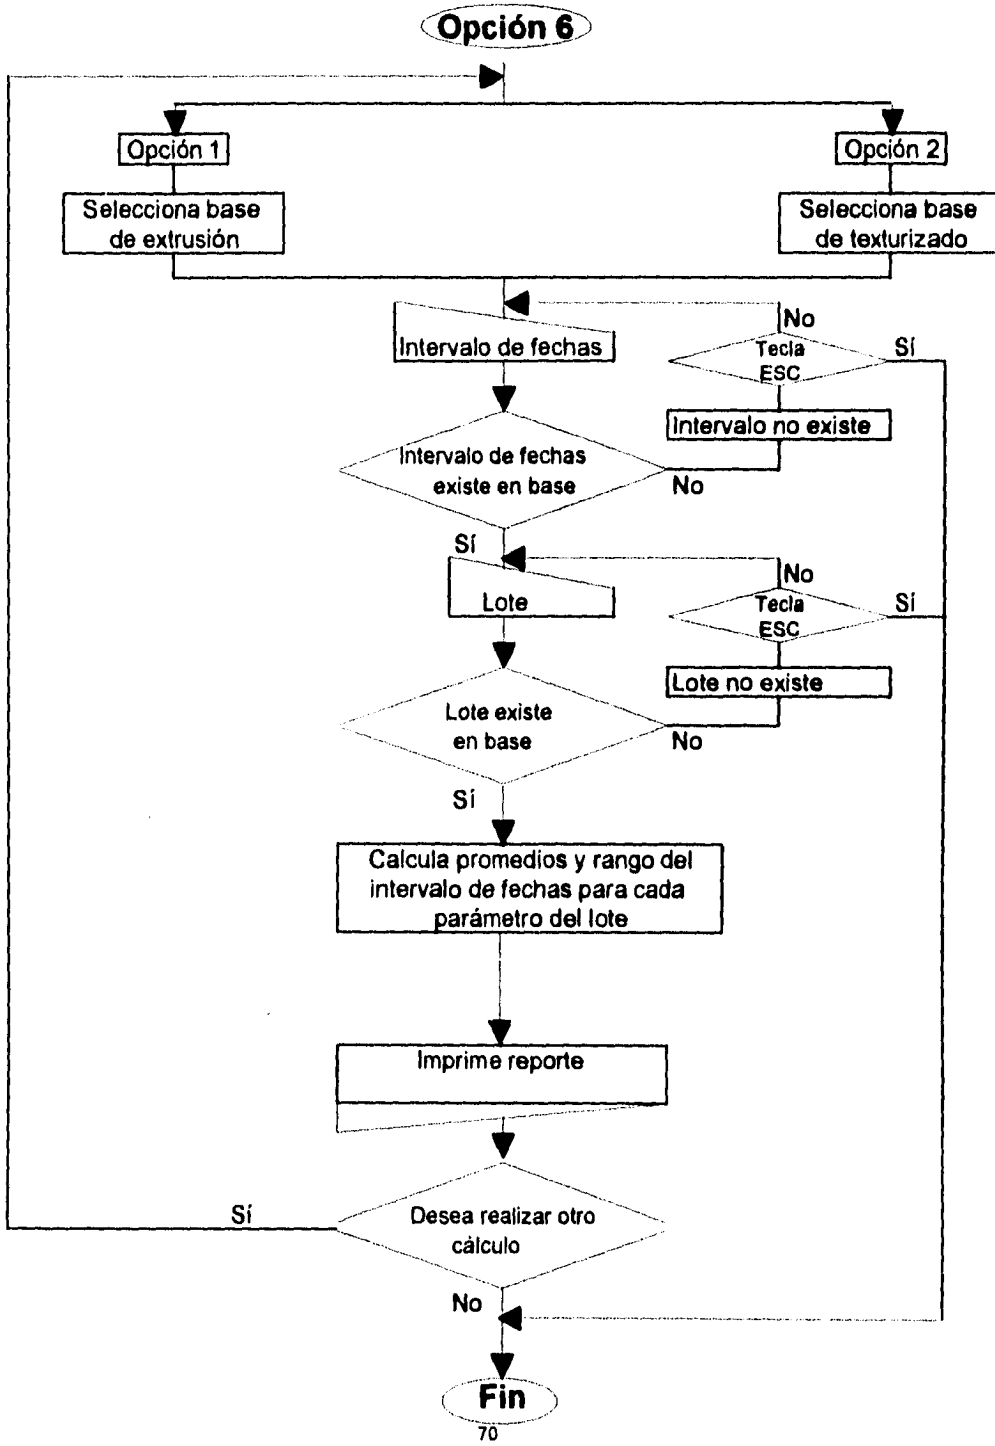 Opción 6
Opción 1
Opción 2
Selecciona base
de extrusión
Selecciona base
de texturizado
Intervalo de fechas
No
Tecla
ESC
Sí
Intervalo no existe
Intervalo de fechas
existe en base
No
Sí
Lote
No
Tecla
ESC
Sí
Lote no existe
Lote existe
en base
No
Sí
Calcula promedios y rango del
intervalo de fechas para cada
parámetro del lote
Imprime reporte
Sí
Desea realizar otro
cálculo
No
Fin
70